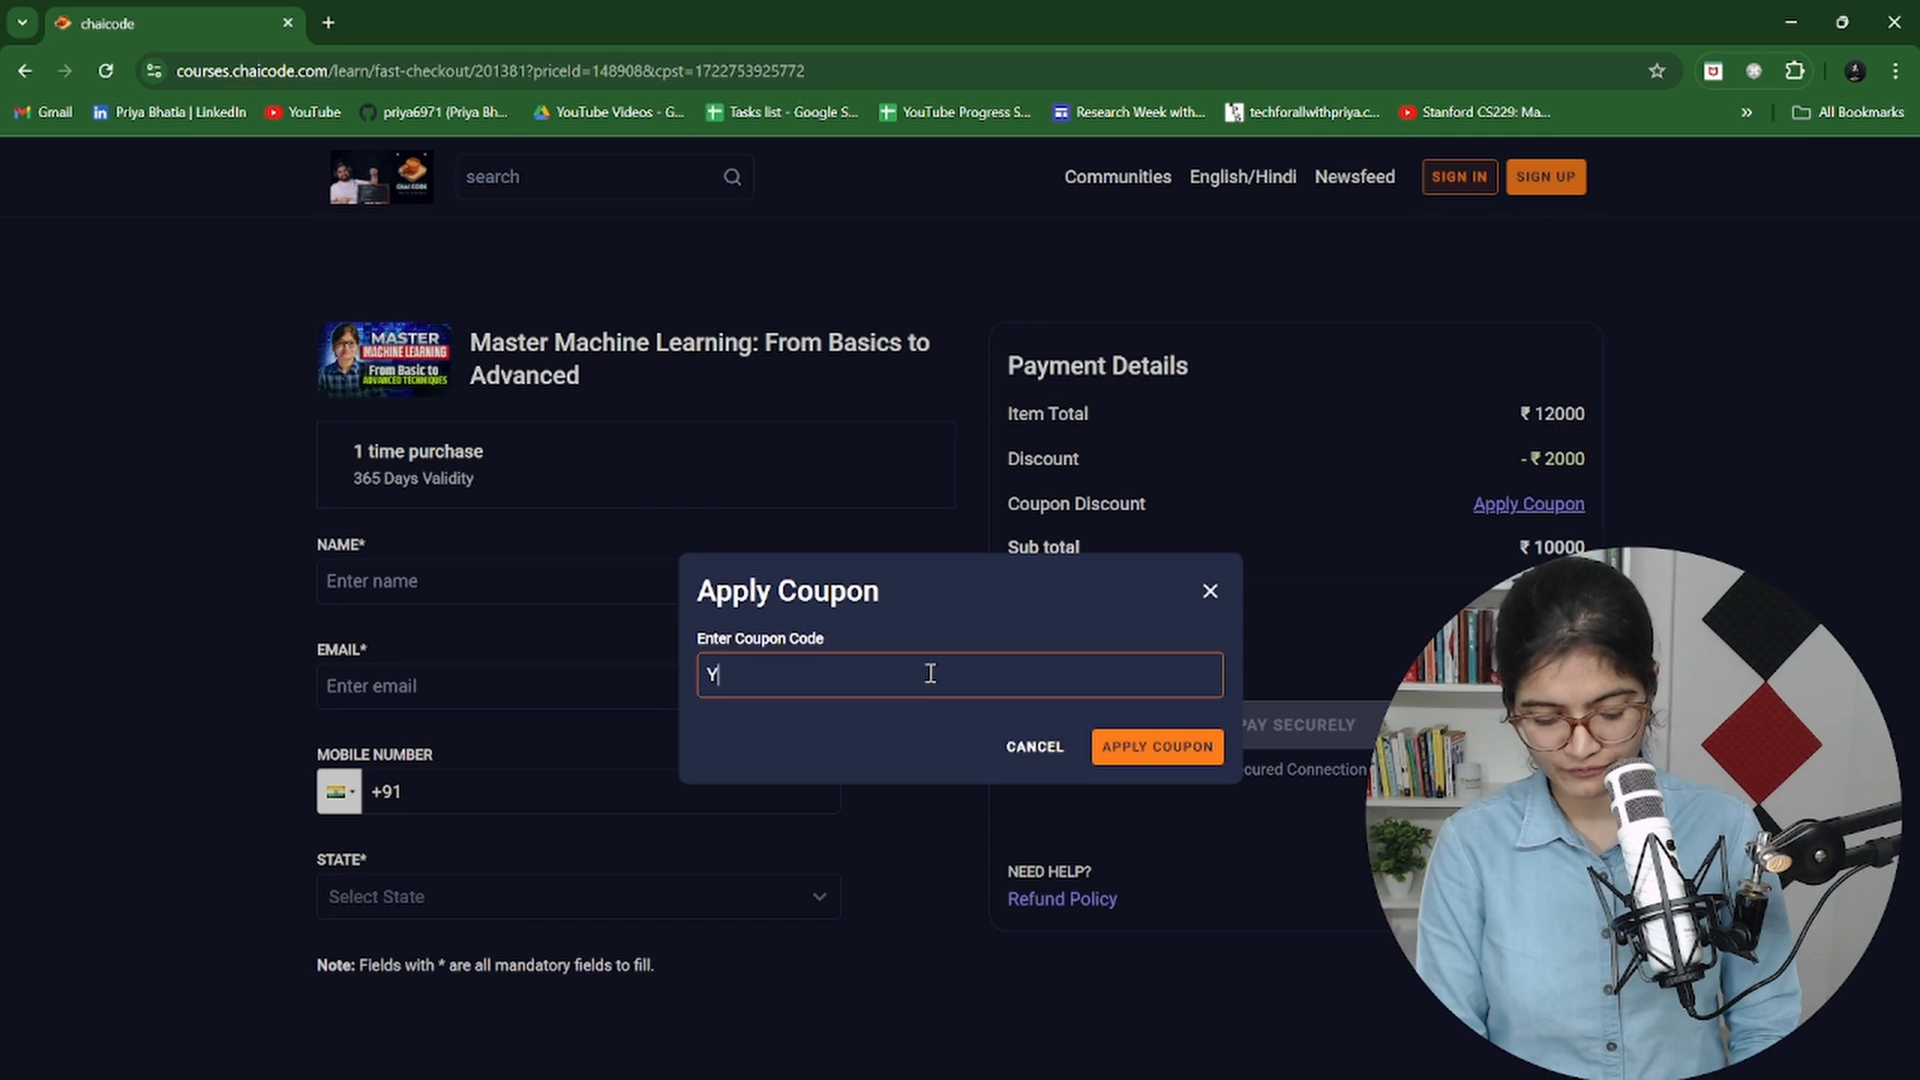 chaicode
courses.chaicode.com/learn/fast-checkout/201381?priceId=148908&cpst=1722753925772
Gmail
Priya Bhatia | LinkedIn
YouTube
priya6971 (Priya Bh...
YouTube Videos - G...
Tasks list - Google S...
YouTube Progress S...
Research Week with...
techforallwithpriya.c...
Stanford CS229: Ma...
All Bookmarks
CHAI CODE
search
Communities
English/Hindi
Newsfeed
SIGN IN
SIGN UP
MASTER
MACHINE LEARNING
From Basic to
ADVANCED TECHNIQUES
Master Machine Learning: From Basics to
Advanced
1 time purchase
365 Days Validity
NAME*
Enter name
EMAIL*
Enter email
MOBILE NUMBER
+91
STATE*
Select State
Note: Fields with * are all mandatory fields to fill.
Payment Details
Item Total ₹ 12000
Discount - ₹ 2000
Coupon Discount Apply Coupon
Sub total ₹ 10000
Apply Coupon
Enter Coupon Code
Y
CANCEL
APPLY COUPON
PAY SECURELY
cured Connection
NEED HELP?
Refund Policy